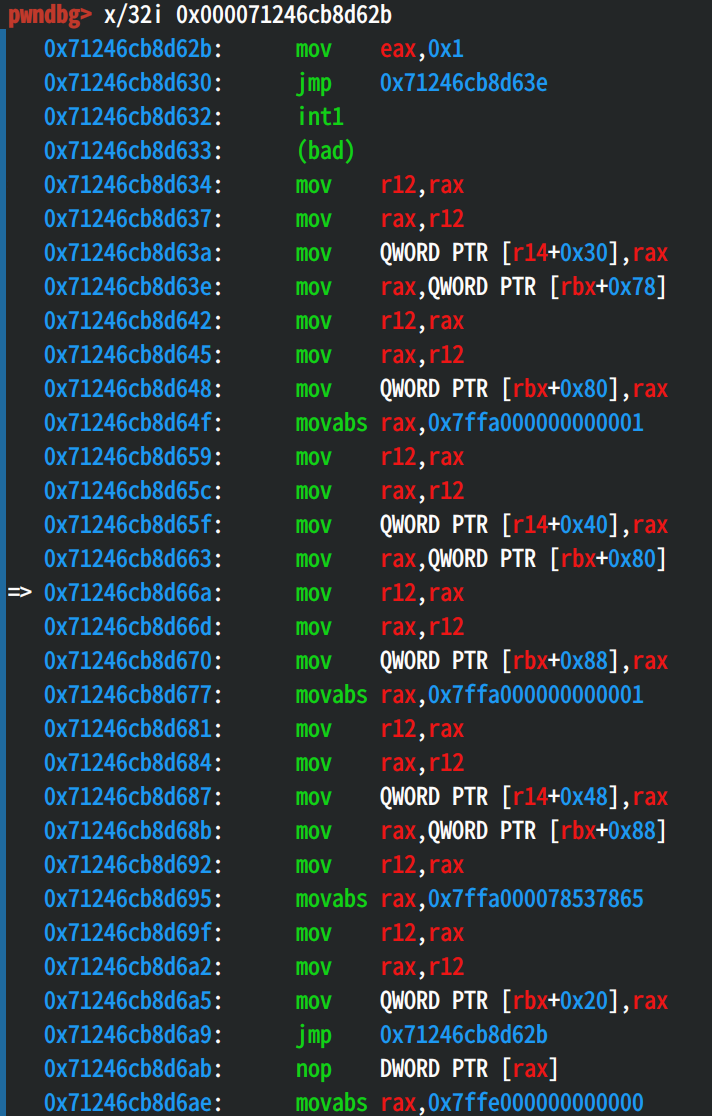 pwndbg> x/32i 0x000071246cb8d62b
0x71246cb8d62b: mov eax,0x1
0x71246cb8d630: jmp 0x71246cb8d63e
0x71246cb8d632: int1
0x71246cb8d633: (bad)
0x71246cb8d634: mov r12,rax
0x71246cb8d637: mov rax,r12
0x71246cb8d63a: mov QWORD PTR [r14+0x30],rax
0x71246cb8d63e: mov rax,QWORD PTR [rbx+0x78]
0x71246cb8d642: mov r12,rax
0x71246cb8d645: mov rax,r12
0x71246cb8d648: mov QWORD PTR [rbx+0x80],rax
0x71246cb8d64f: movabs rax,0x7ffa000000000001
0x71246cb8d659: mov r12,rax
0x71246cb8d65c: mov rax,r12
0x71246cb8d65f: mov QWORD PTR [r14+0x40],rax
0x71246cb8d663: mov rax,QWORD PTR [rbx+0x80]
=> 0x71246cb8d66a: mov r12,rax
0x71246cb8d66d: mov rax,r12
0x71246cb8d670: mov QWORD PTR [rbx+0x88],rax
0x71246cb8d677: movabs rax,0x7ffa000000000001
0x71246cb8d681: mov r12,rax
0x71246cb8d684: mov rax,r12
0x71246cb8d687: mov QWORD PTR [r14+0x48],rax
0x71246cb8d68b: mov rax,QWORD PTR [rbx+0x88]
0x71246cb8d692: mov r12,rax
0x71246cb8d695: movabs rax,0x7ffa000078537865
0x71246cb8d69f: mov r12,rax
0x71246cb8d6a2: mov rax,r12
0x71246cb8d6a5: mov QWORD PTR [rbx+0x20],rax
0x71246cb8d6a9: jmp 0x71246cb8d62b
0x71246cb8d6ab: nop DWORD PTR [rax]
0x71246cb8d6ae: movabs rax,0x7ffe000000000000